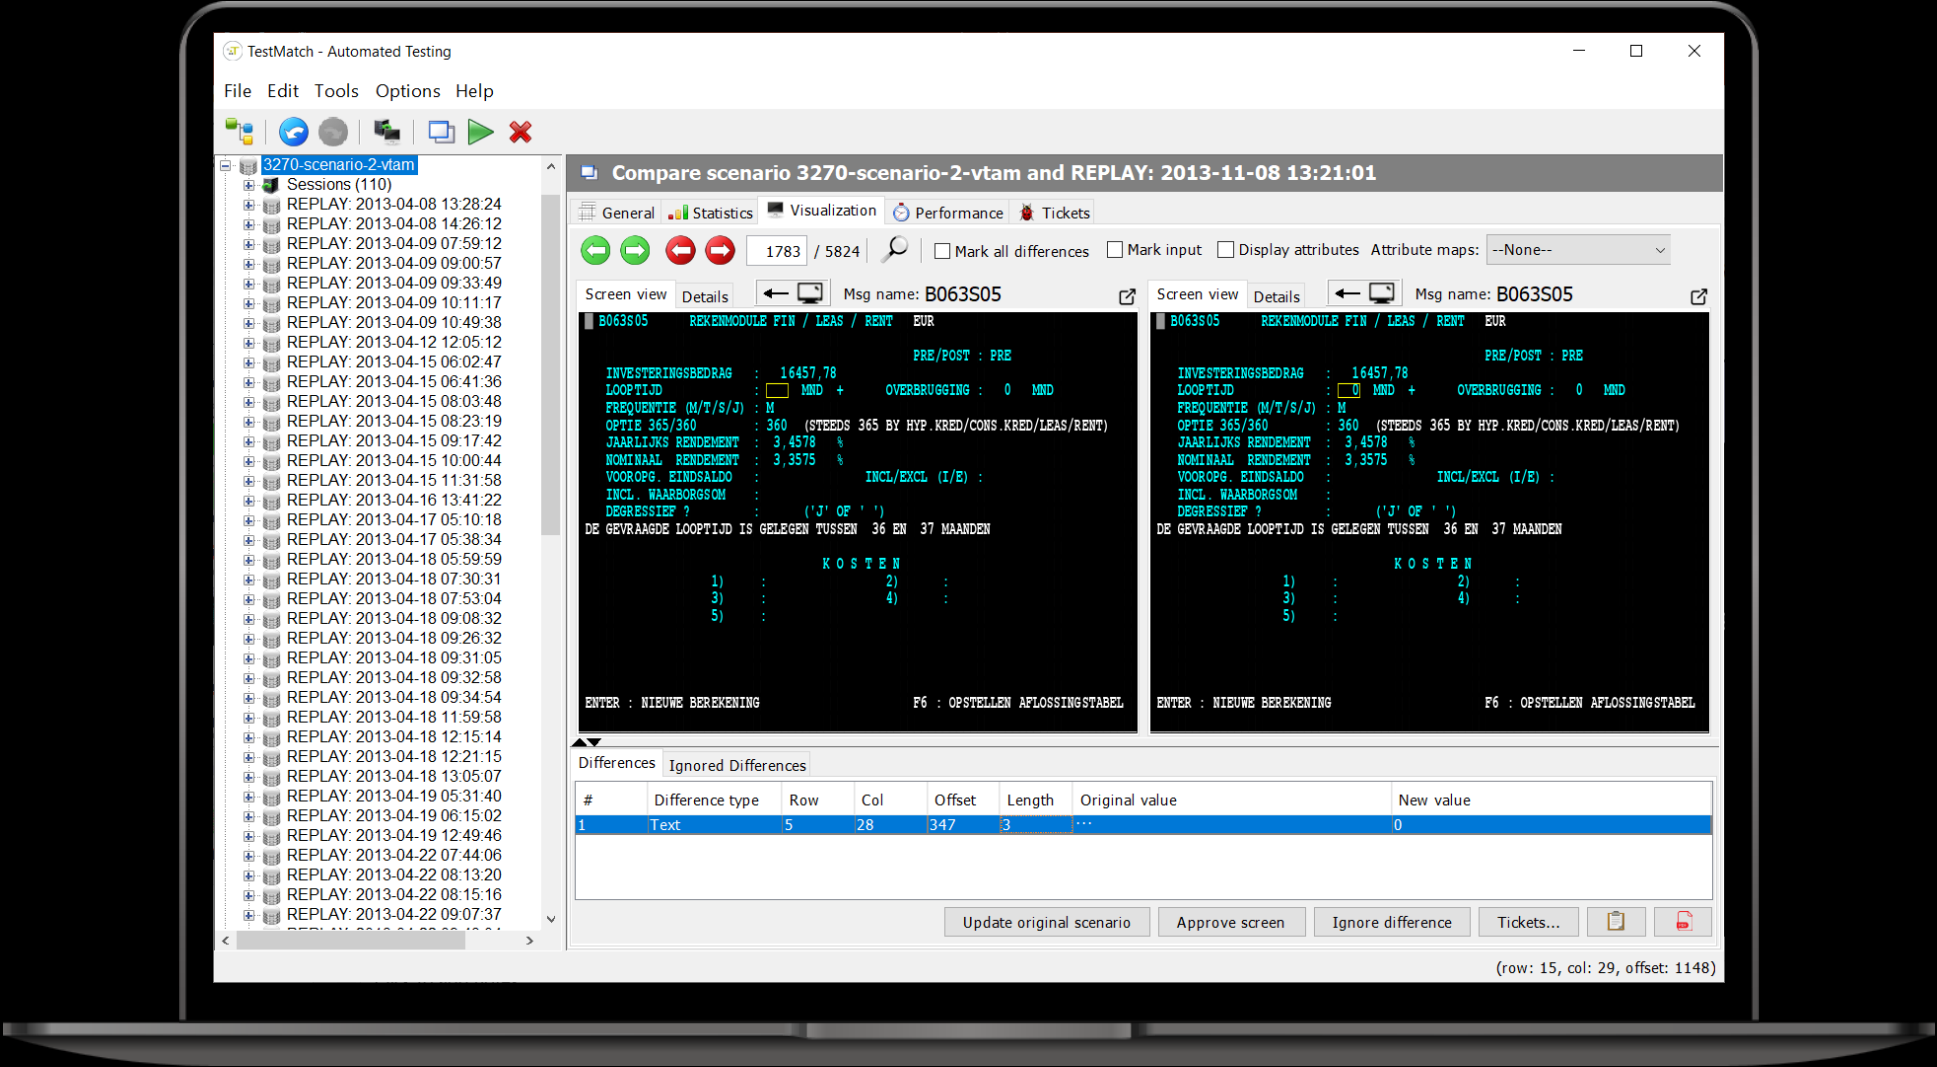 TestMatch - Automated Testing
File Edit Tools Options Help
3270-scenario-2-vtam
Sessions (110)
REPLAY: 2013-04-08 13:28:24
REPLAY: 2013-04-08 14:26:12
REPLAY: 2013-04-09 07:59:12
REPLAY: 2013-04-09 09:00:57
REPLAY: 2013-04-09 09:33:49
REPLAY: 2013-04-09 10:11:17
REPLAY: 2013-04-09 10:49:38
REPLAY: 2013-04-12 12:05:12
REPLAY: 2013-04-15 06:02:47
REPLAY: 2013-04-15 06:41:36
REPLAY: 2013-04-15 08:03:48
REPLAY: 2013-04-15 08:23:19
REPLAY: 2013-04-15 09:17:42
REPLAY: 2013-04-15 10:00:44
REPLAY: 2013-04-15 11:31:58
REPLAY: 2013-04-16 13:41:22
REPLAY: 2013-04-17 05:10:18
REPLAY: 2013-04-17 05:38:34
REPLAY: 2013-04-18 05:59:59
REPLAY: 2013-04-18 07:30:31
REPLAY: 2013-04-18 07:53:04
REPLAY: 2013-04-18 09:08:32
REPLAY: 2013-04-18 09:26:32
REPLAY: 2013-04-18 09:31:05
REPLAY: 2013-04-18 09:32:58
REPLAY: 2013-04-18 09:34:54
REPLAY: 2013-04-18 11:59:58
REPLAY: 2013-04-18 12:15:14
REPLAY: 2013-04-18 12:21:15
REPLAY: 2013-04-18 13:05:07
REPLAY: 2013-04-19 05:31:40
REPLAY: 2013-04-19 06:15:02
REPLAY: 2013-04-19 12:49:46
REPLAY: 2013-04-22 07:44:06
REPLAY: 2013-04-22 08:13:20
REPLAY: 2013-04-22 08:15:16
REPLAY: 2013-04-22 09:07:37
Compare scenario 3270-scenario-2-vtam and REPLAY: 2013-11-08 13:21:01
General Statistics Visualization Performance Tickets
1783 / 5824 Mark all differences Mark input Display attributes Attribute maps: --None--
Screen view Details Msg name: B063S05
B063S05 REKENMODULE FIN / LEAS / RENT EUR
PRE/POST : PRE
INVESTERINGSBEDRAG : 16457,78
LOOPTIJD : MND + OVERBRUGGING : 0 MND
FREQUENTIE (M/T/S/J) : M
OPTIE 365/360 : 360 (STEEDS 365 BY HYP.KRED/CONS.KRED/LEAS/RENT)
JAARLIJKS RENDEMENT : 3,4578 %
NOMINAAL RENDEMENT : 3,3575 %
VOOROPG. EINDSALDO : INCL/EXCL (I/E) :
INCL. WAARBORGSOM :
DEGRESSIEF ? : ('J' OF ' ')
DE GEVRAAGDE LOOPTIJD IS GELEGEN TUSSEN 36 EN 37 MAANDEN
K O S T E N
1) : 2) :
3) : 4) :
5) :
ENTER : NIEUWE BEREKENING F6 : OPSTELLEN AFLOSSINGSTABEL
Screen view Details Msg name: B063S05
B063S05 REKENMODULE FIN / LEAS / RENT EUR
PRE/POST : PRE
INVESTERINGSBEDRAG : 16457,78
LOOPTIJD : 0 MND + OVERBRUGGING : 0 MND
FREQUENTIE (M/T/S/J) : M
OPTIE 365/360 : 360 (STEEDS 365 BY HYP.KRED/CONS.KRED/LEAS/RENT)
JAARLIJKS RENDEMENT : 3,4578 %
NOMINAAL RENDEMENT : 3,3575 %
VOOROPG. EINDSALDO : INCL/EXCL (I/E) :
INCL. WAARBORGSOM :
DEGRESSIEF ? : ('J' OF ' ')
DE GEVRAAGDE LOOPTIJD IS GELEGEN TUSSEN 36 EN 37 MAANDEN
K O S T E N
1) : 2) :
3) : 4) :
5) :
ENTER : NIEUWE BEREKENING F6 : OPSTELLEN AFLOSSINGSTABEL
Differences Ignored Differences
# Difference type Row Col Offset Length Original value New value
1 Text 5 28 347 3 ··· 0
Update original scenario Approve screen Ignore difference Tickets...
(row: 15, col: 29, offset: 1148)